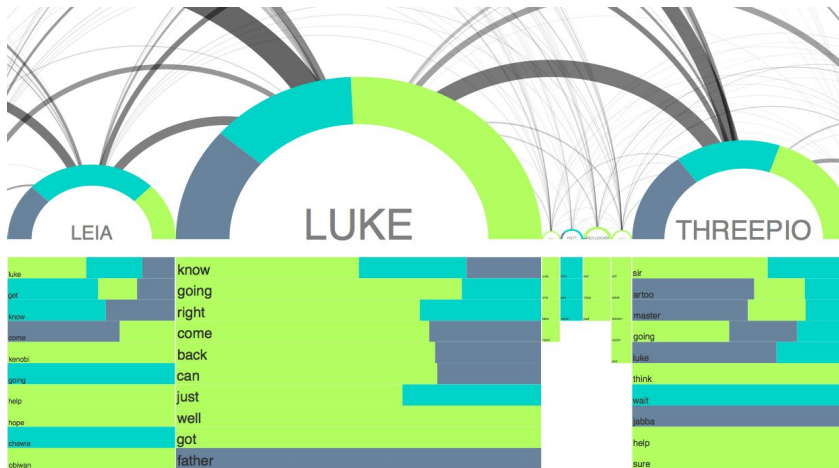 LEIA
LUKE
THREEPIO
luke
get
know
come
kenobi
going
help
hope
chewie
obiwan
know
going
right
come
back
can
just
well
got
father
sir
artoo
master
going
luke
think
wait
jabba
help
sure